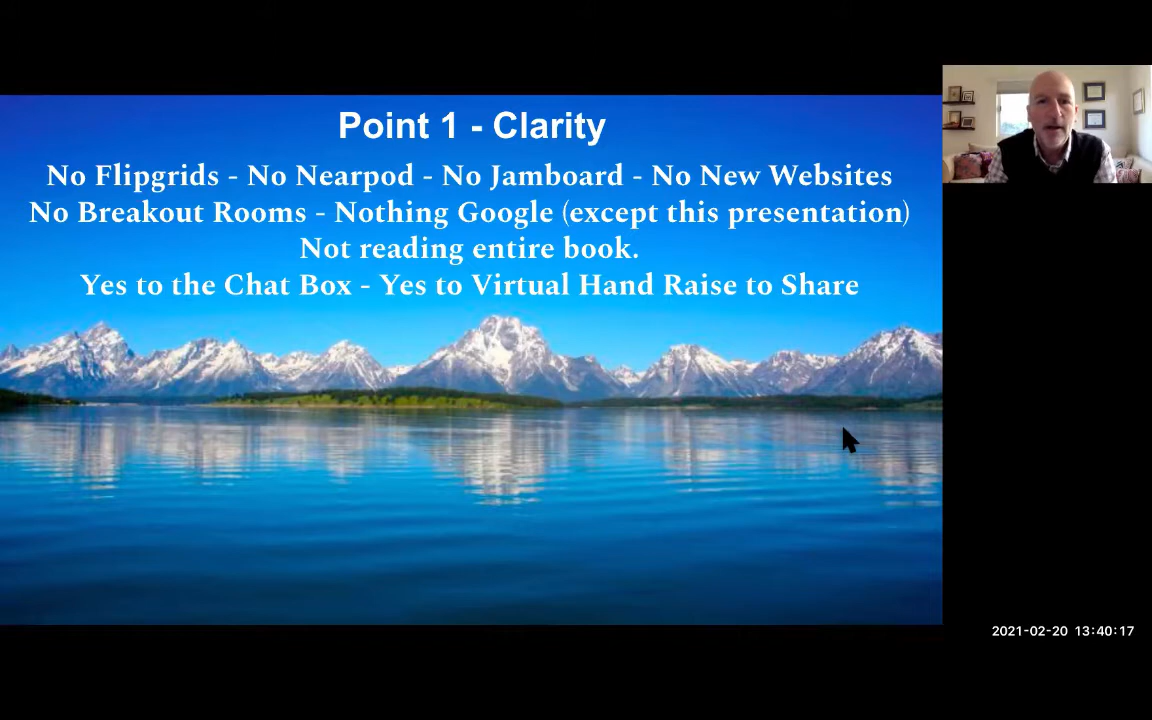 Point 1 - Clarity
No Flipgrids - No Nearpod - No Jamboard - No New Websites
No Breakout Rooms - Nothing Google (except this presentation)
Not reading entire book.
Yes to the Chat Box - Yes to Virtual Hand Raise to Share
2021-02-20 13:40:17